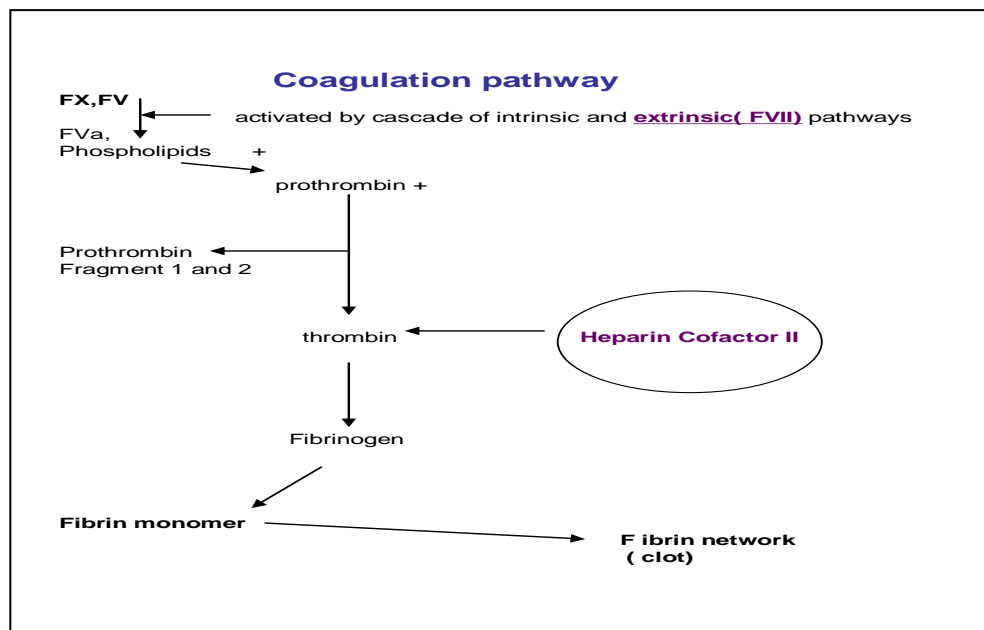 Coagulation pathway
FX,FV
activated by cascade of intrinsic and extrinsic( FVII) pathways
FVa,
Phospholipids +
prothrombin +
Prothrombin
Fragment 1 and 2
thrombin
Heparin Cofactor II
Fibrinogen
Fibrin monomer
F ibrin network
( clot)